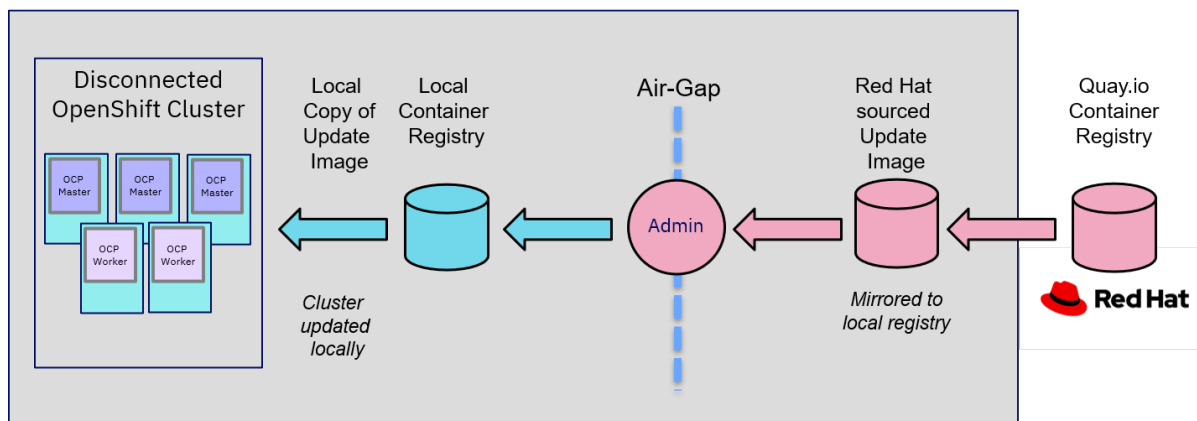 Disconnected
OpenShift Cluster
OCP
Master
OCP
Master
OCP
Master
OCP
Worker
OCP
Worker
Local
Copy of
Update
Image
Cluster
updated
locally
Local
Container
Registry
Air-Gap
Admin
Red Hat
sourced
Update
Image
Mirrored to
local registry
Quay.io
Container
Registry
Red Hat